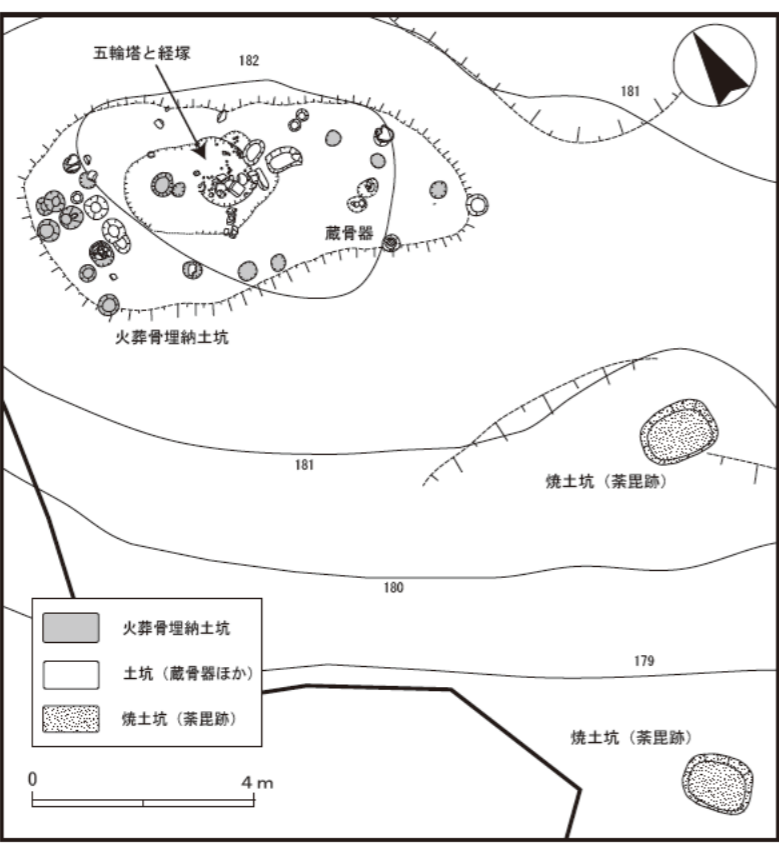 五輪塔と経塚
182
181
蔵骨器
火葬骨埋納土坑
181
焼土坑（荼毘跡）
180
火葬骨埋納土坑
土坑（蔵骨器ほか）
焼土坑（荼毘跡）
179
焼土坑（荼毘跡）
0
4 m